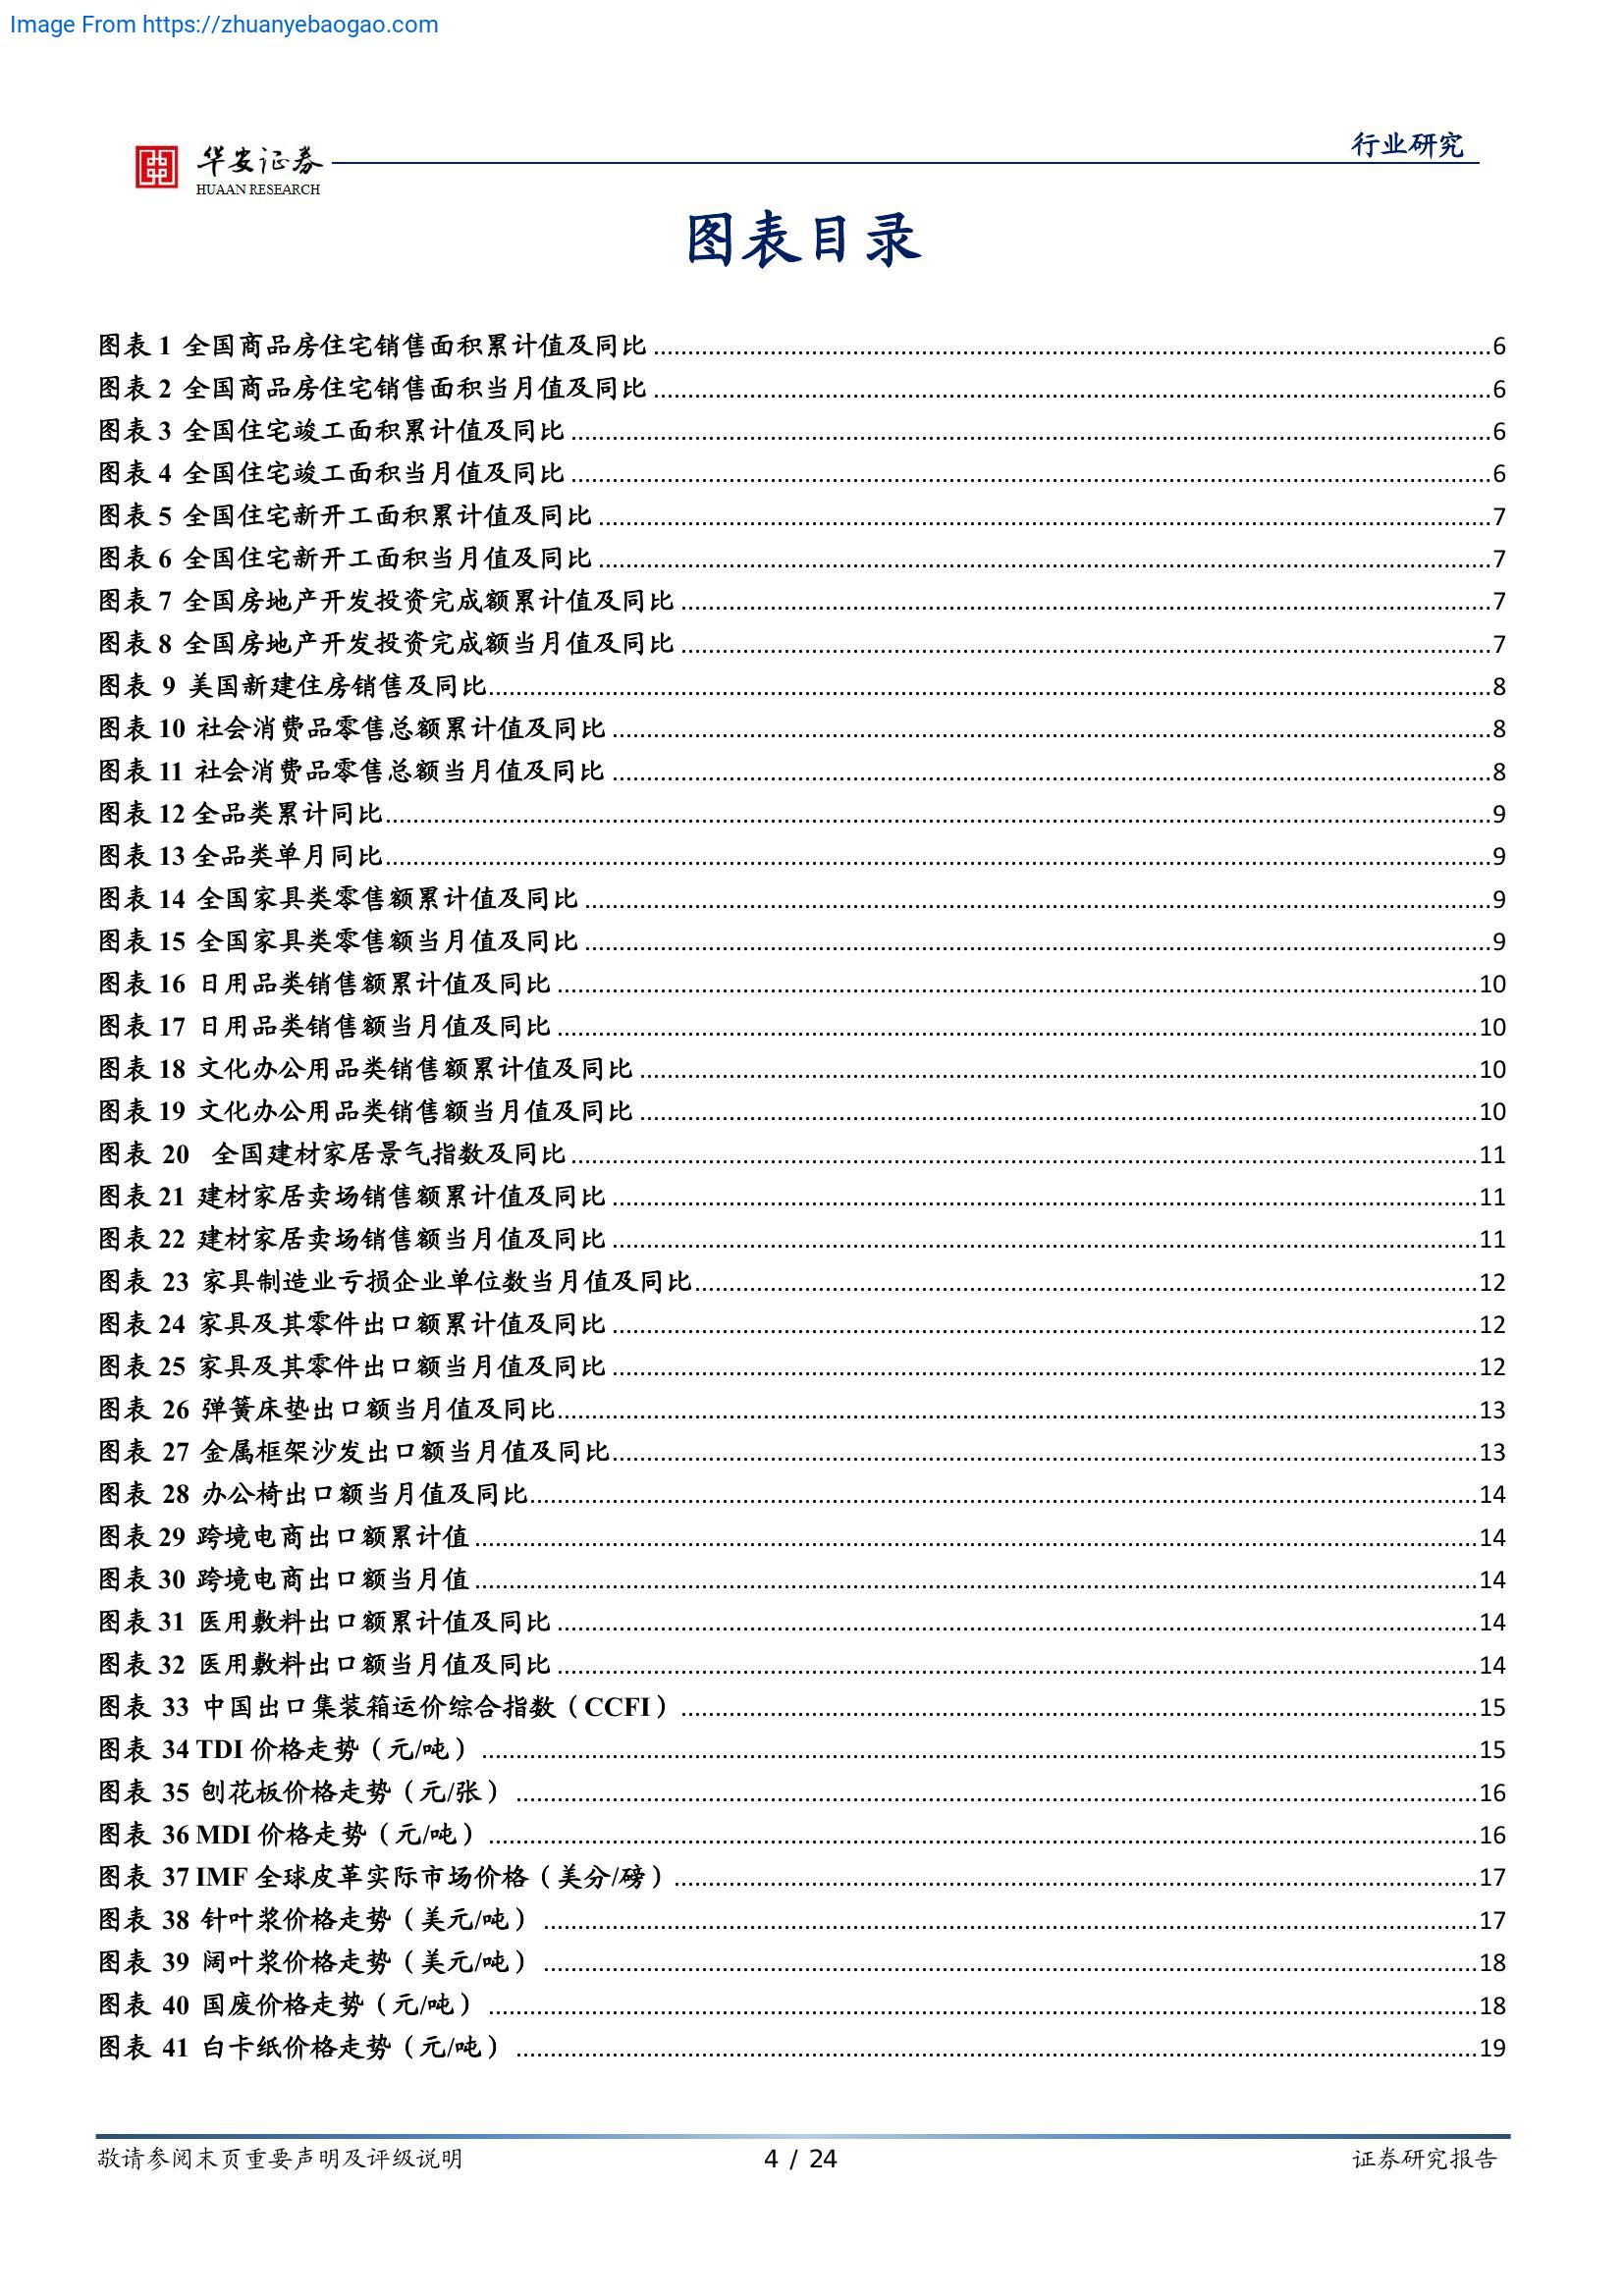 Image From https://zhuanyebaogao.com
行业研究
华安证券
HUAAN RESEARCH
图表目录
图表 1 全国商品房住宅销售面积累计值及同比 ..... 6
图表 2 全国商品房住宅销售面积当月值及同比 ..... 6
图表 3 全国住宅竣工面积累计值及同比 ..... 6
图表 4 全国住宅竣工面积当月值及同比 ..... 6
图表 5 全国住宅新开工面积累计值及同比 ..... 7
图表 6 全国住宅新开工面积当月值及同比 ..... 7
图表 7 全国房地产开发投资完成额累计值及同比 ..... 7
图表 8 全国房地产开发投资完成额当月值及同比 ..... 7
图表 9 美国新建住房销售及同比 ..... 8
图表 10 社会消费品零售总额累计值及同比 ..... 8
图表 11 社会消费品零售总额当月值及同比 ..... 8
图表 12 全品类累计同比 ..... 9
图表 13 全品类单月同比 ..... 9
图表 14 全国家具类零售额累计值及同比 ..... 9
图表 15 全国家具类零售额当月值及同比 ..... 9
图表 16 日用品类销售额累计值及同比 ..... 10
图表 17 日用品类销售额当月值及同比 ..... 10
图表 18 文化办公用品类销售额累计值及同比 ..... 10
图表 19 文化办公用品类销售额当月值及同比 ..... 10
图表 20 全国建材家居景气指数及同比 ..... 11
图表 21 建材家居卖场销售额累计值及同比 ..... 11
图表 22 建材家居卖场销售额当月值及同比 ..... 11
图表 23 家具制造业亏损企业单位数当月值及同比 ..... 12
图表 24 家具及其零件出口额累计值及同比 ..... 12
图表 25 家具及其零件出口额当月值及同比 ..... 12
图表 26 弹簧床垫出口额当月值及同比 ..... 13
图表 27 金属框架沙发出口额当月值及同比 ..... 13
图表 28 办公椅出口额当月值及同比 ..... 14
图表 29 跨境电商出口额累计值 ..... 14
图表 30 跨境电商出口额当月值 ..... 14
图表 31 医用敷料出口额累计值及同比 ..... 14
图表 32 医用敷料出口额当月值及同比 ..... 14
图表 33 中国出口集装箱运价综合指数（CCFI） ..... 15
图表 34 TDI 价格走势（元/吨） ..... 15
图表 35 刨花板价格走势（元/张） ..... 16
图表 36 MDI 价格走势（元/吨） ..... 16
图表 37 IMF 全球皮革实际市场价格（美分/磅） ..... 17
图表 38 针叶浆价格走势（美元/吨） ..... 17
图表 39 阔叶浆价格走势（美元/吨） ..... 18
图表 40 国废价格走势（元/吨） ..... 18
图表 41 白卡纸价格走势（元/吨） ..... 19
敬请参阅末页重要声明及评级说明 4 / 24 证券研究报告